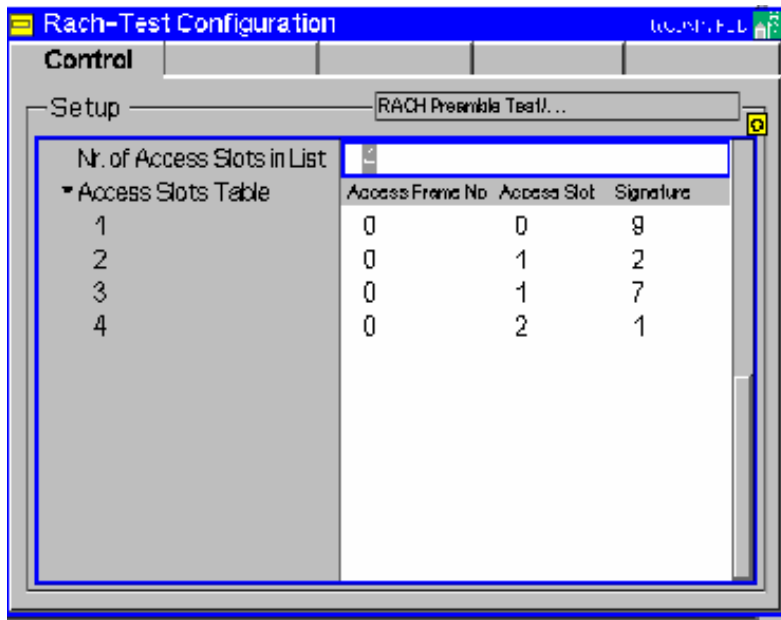 Rach-Test Configuration
Control
Setup
RACH Preamble Test/...
Nr. of Access Slots in List
Access Slots Table Access Frame No Access Slot Signature
1 0 0 9
2 0 1 2
3 0 1 7
4 0 2 1